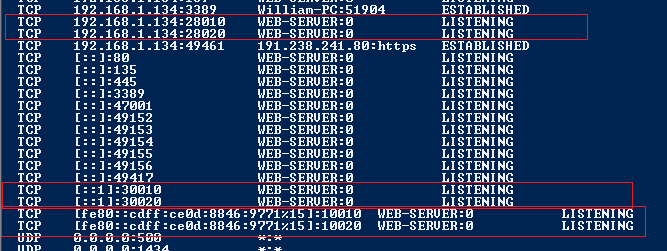 TCP 192.168.1.134:3389 William-PC:51904 ESTABLISHED
TCP 192.168.1.134:28010 WEB-SERVER:0 LISTENING
TCP 192.168.1.134:28020 WEB-SERVER:0 LISTENING
TCP 192.168.1.134:49461 191.238.241.80:https ESTABLISHED
TCP [::]:80 WEB-SERVER:0 LISTENING
TCP [::]:135 WEB-SERVER:0 LISTENING
TCP [::]:445 WEB-SERVER:0 LISTENING
TCP [::]:3389 WEB-SERVER:0 LISTENING
TCP [::]:47001 WEB-SERVER:0 LISTENING
TCP [::]:49152 WEB-SERVER:0 LISTENING
TCP [::]:49153 WEB-SERVER:0 LISTENING
TCP [::]:49154 WEB-SERVER:0 LISTENING
TCP [::]:49155 WEB-SERVER:0 LISTENING
TCP [::]:49156 WEB-SERVER:0 LISTENING
TCP [::]:49417 WEB-SERVER:0 LISTENING
TCP [::1]:30010 WEB-SERVER:0 LISTENING
TCP [::1]:30020 WEB-SERVER:0 LISTENING
TCP [fe80::cdff:ce0d:8846:9771%15]:10010 WEB-SERVER:0 LISTENING
TCP [fe80::cdff:ce0d:8846:9771%15]:10020 WEB-SERVER:0 LISTENING
UDP 0.0.0.0:500 *:*
UDP 0.0.0.0:1434 *:*